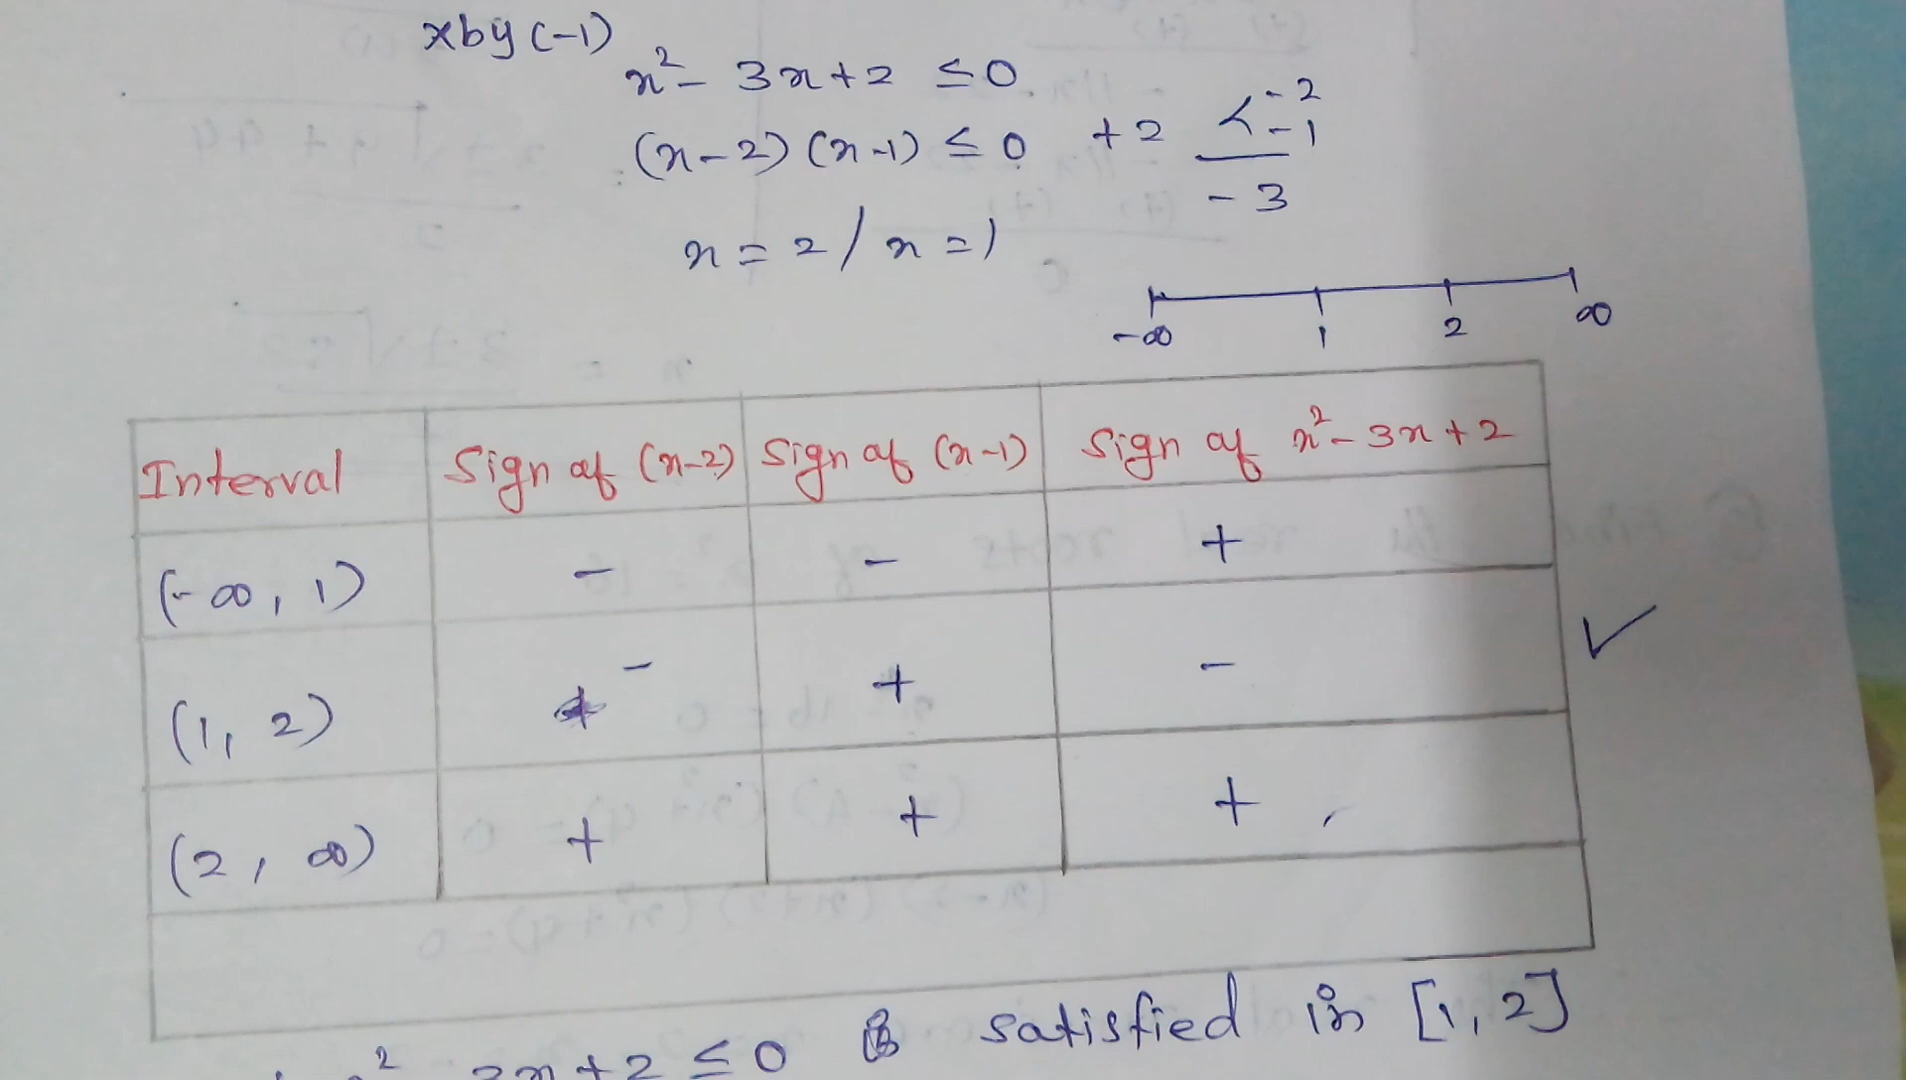 xby (-1)
x² - 3x + 2 ≤ 0
(x-2) (x-1) ≤ 0 +2 < -2
-1
-3
x = 2 / x = 1
-∞ 1 2 ∞
Interval Sign of (x-2) Sign of (x-1) Sign of x² - 3x + 2
(-∞, 1) - - +
(1, 2) - + -
✓
(2, ∞) + + +
3x + 2 ≤ 0 satisfied in [1, 2]